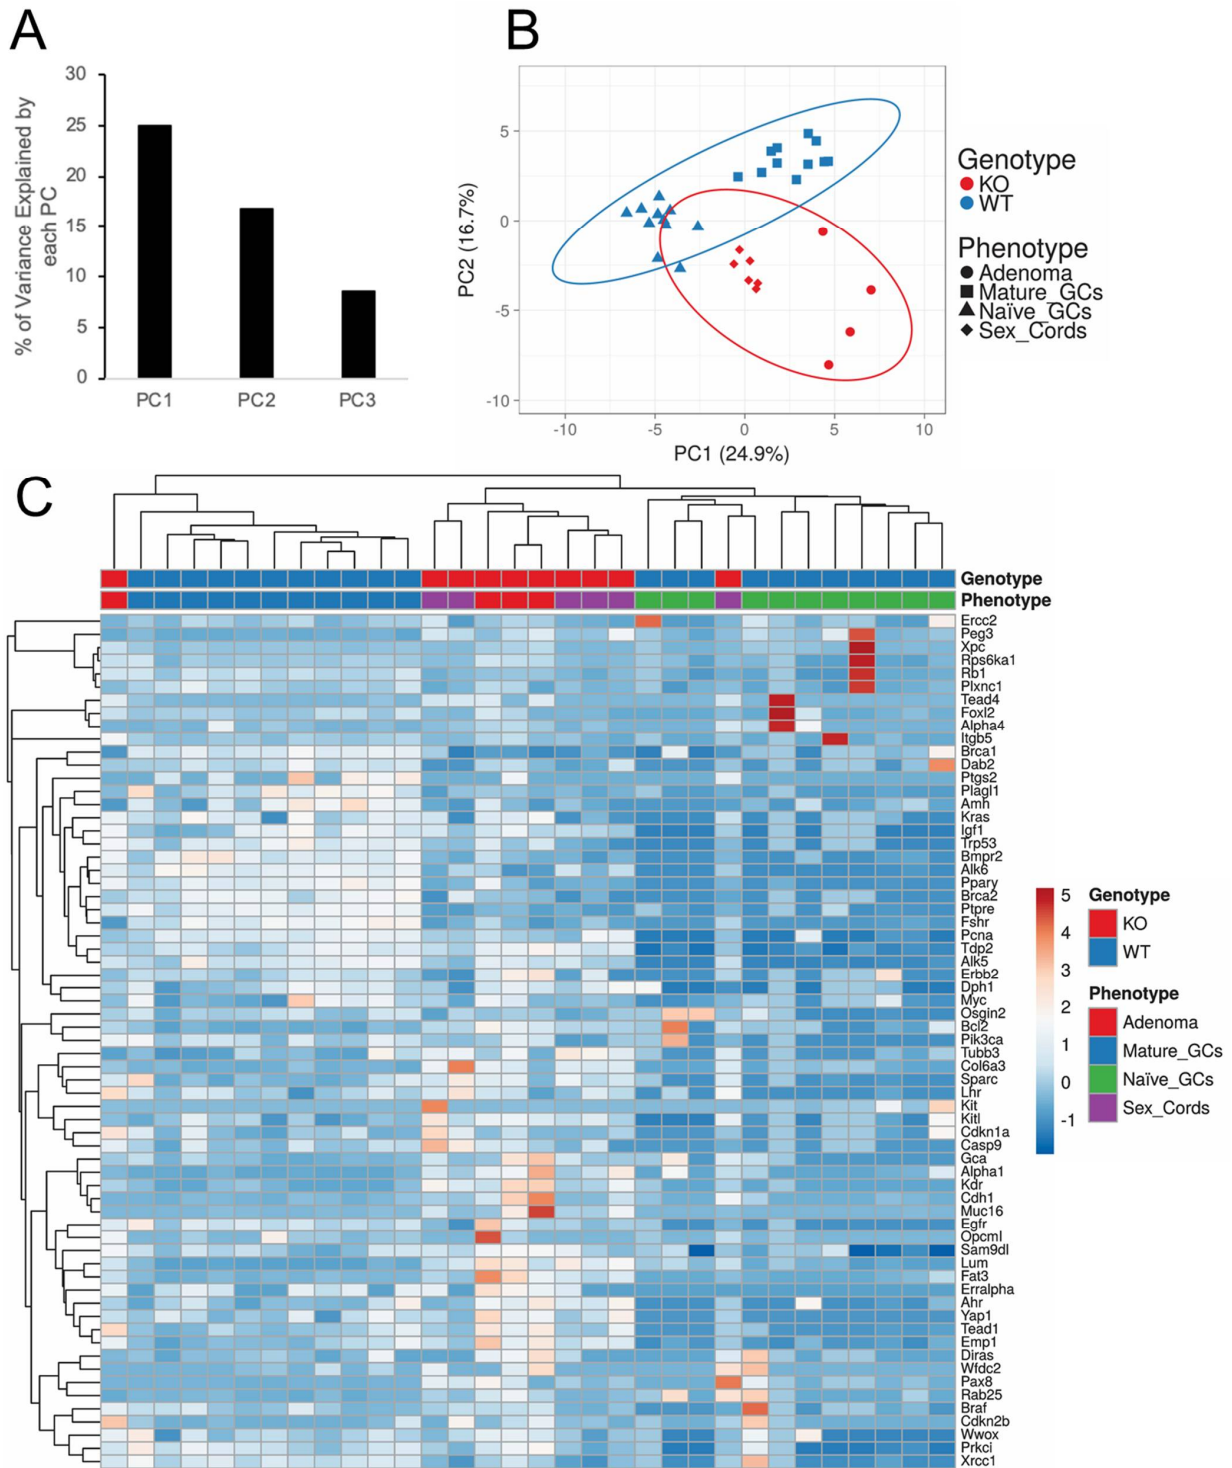 A
B
30
25
20
15
10
5
0
% of Variance Explained by
each PC
PC1
PC2
PC3
5
0
-5
-10
PC2 (16.7%)
-10
-5
0
5
10
PC1 (24.9%)
Genotype
KO
WT
Phenotype
Adenoma
Mature_GCs
Naïve_GCs
Sex_Cords
C
Genotype
Phenotype
Ercc2
Peg3
Xpc
Rps6ka1
Rb1
Plxnc1
Tead4
Foxl2
Alpha4
Itgb5
Brca1
Dab2
Ptgs2
Plagl1
Amh
Kras
Igf1
Trp53
Bmpr2
Alk6
Ppary
Brca2
Ptpre
Fshr
Pcna
Tdp2
Alk5
Erbb2
Dph1
Myc
Osgin2
Bcl2
Pik3ca
Tubb3
Col6a3
Sparc
Lhr
Kit
Kitl
Cdkn1a
Casp9
Gca
Alpha1
Kdr
Cdh1
Muc16
Egfr
Opcml
Sam9dl
Lum
Fat3
Erralpha
Ahr
Yap1
Tead1
Emp1
Diras
Wfdc2
Pax8
Rab25
Braf
Cdkn2b
Wwox
Prkci
Xrcc1
5
4
3
2
1
0
-1
Genotype
KO
WT
Phenotype
Adenoma
Mature_GCs
Naïve_GCs
Sex_Cords